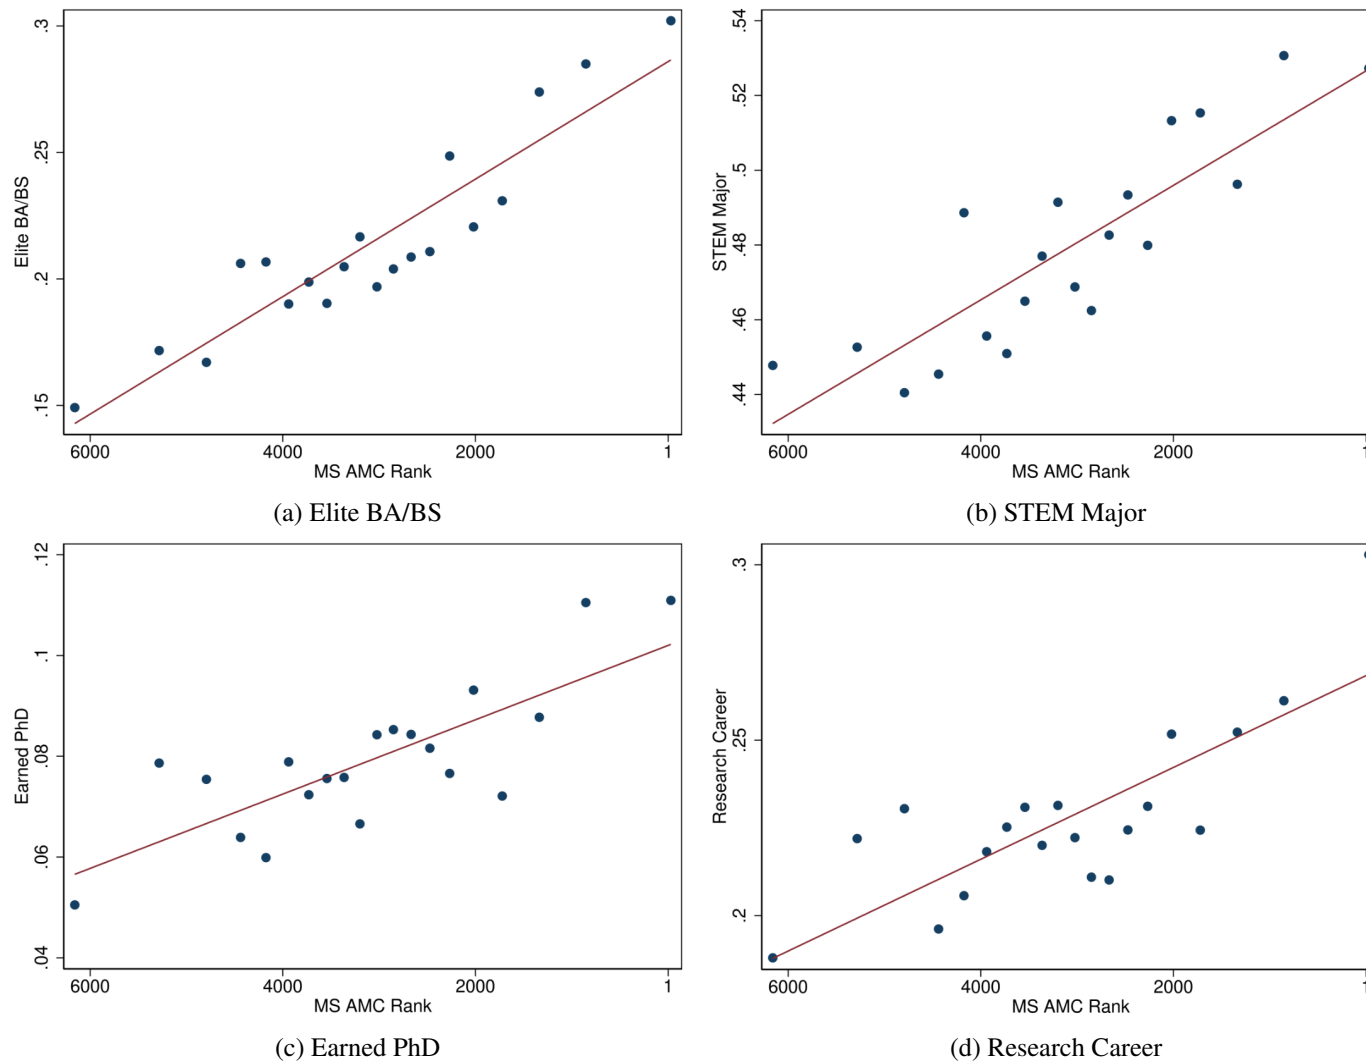 .3
.25
.2
.15
Elite BA/BS
6000 4000 2000 1
MS AMC Rank
(a) Elite BA/BS
.54
.52
.5
.48
.46
.44
STEM Major
6000 4000 2000 1
MS AMC Rank
(b) STEM Major
.12
.1
.08
.06
.04
Earned PhD
6000 4000 2000 1
MS AMC Rank
(c) Earned PhD
.3
.25
.2
Research Career
6000 4000 2000 1
MS AMC Rank
(d) Research Career